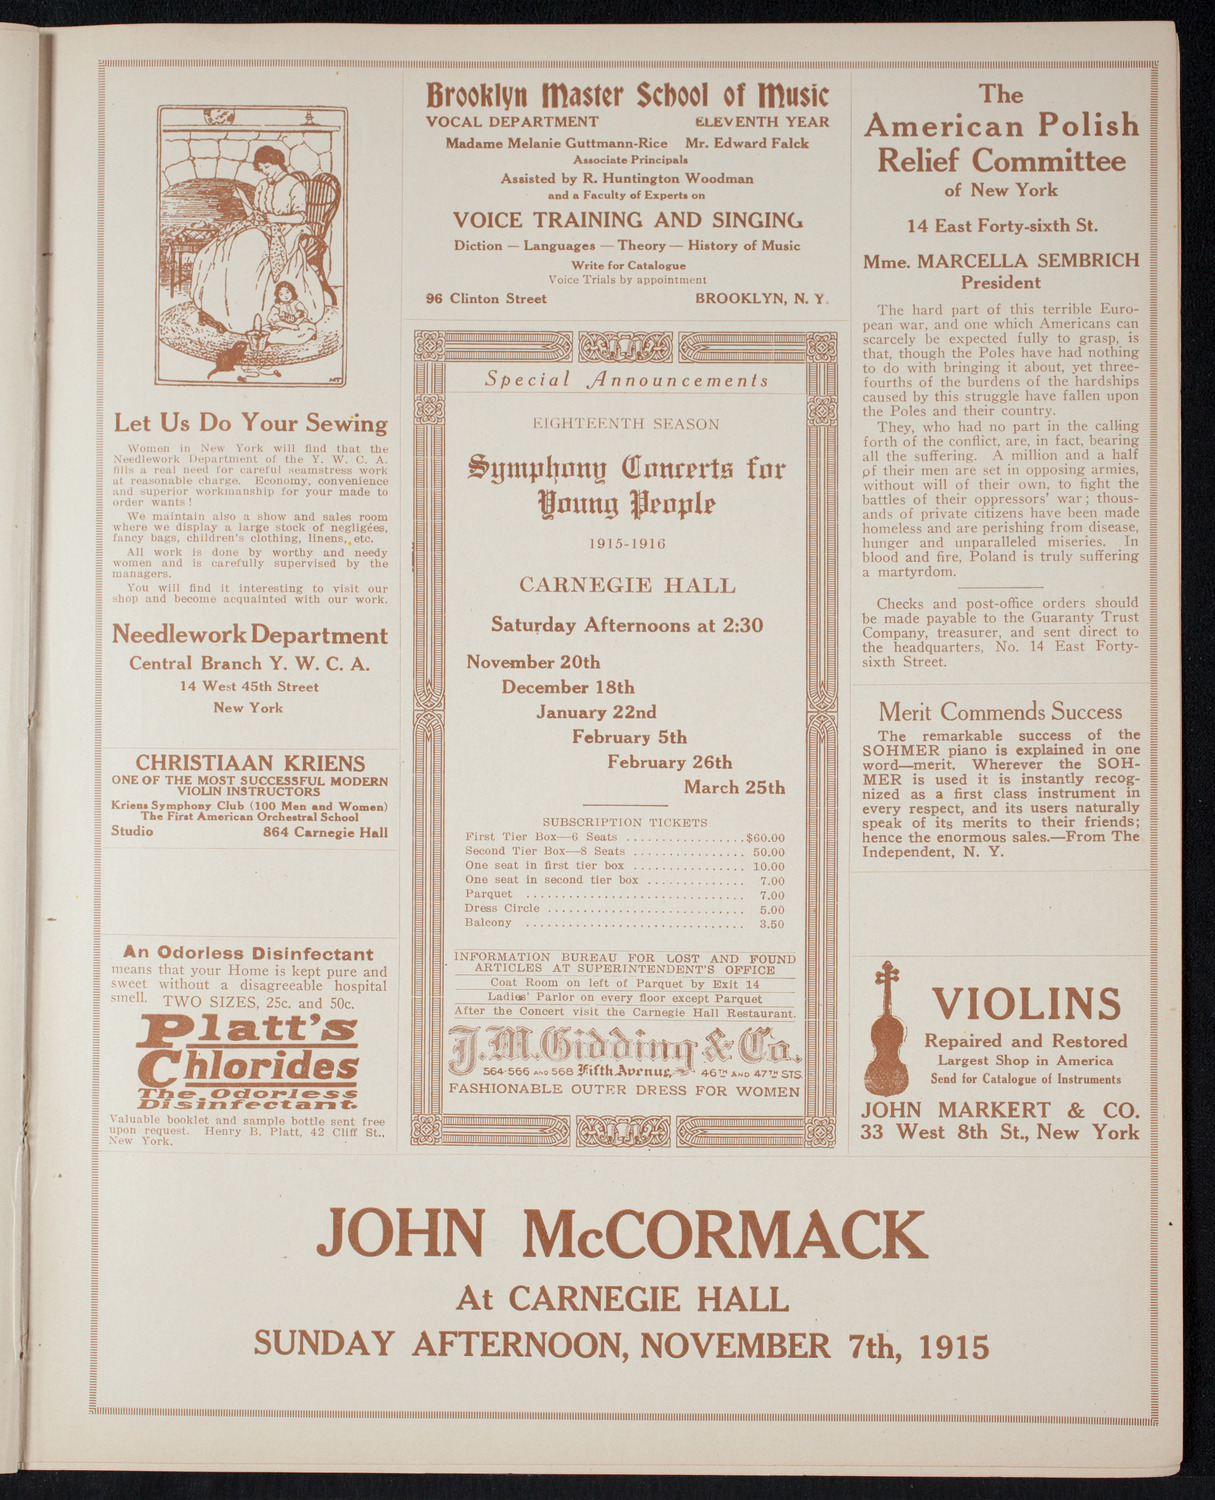 MT
Let Us Do Your Sewing
Women in New York will find that the
Needlework Department of the Y. W. C. A.
fills a real need for careful seamstress work
at reasonable charge. Economy, convenience
and superior workmanship for your made to
order wants!
We maintain also a show and sales room
where we display a large stock of negligées,
fancy bags, children's clothing, linens, etc.
All work is done by worthy and needy
women and is carefully supervised by the
managers.
You will find it interesting to visit our
shop and become acquainted with our work.
Needlework Department
Central Branch Y. W. C. A.
14 West 45th Street
New York
CHRISTIAAN KRIENS
ONE OF THE MOST SUCCESSFUL MODERN
VIOLIN INSTRUCTORS
Kriens Symphony Club (100 Men and Women)
The First American Orchestral School
Studio 864 Carnegie Hall
An Odorless Disinfectant
means that your Home is kept pure and
sweet without a disagreeable hospital
smell. TWO SIZES, 25c. and 50c.
Platt's
Chlorides
The Odorless
Disinfectant.
Valuable booklet and sample bottle sent free
upon request. Henry B. Platt, 42 Cliff St.,
New York.
Brooklyn Master School of Music
VOCAL DEPARTMENT ELEVENTH YEAR
Madame Melanie Guttmann-Rice Mr. Edward Falck
Associate Principals
Assisted by R. Huntington Woodman
and a Faculty of Experts on
VOICE TRAINING AND SINGING
Diction — Languages — Theory — History of Music
Write for Catalogue
Voice Trials by appointment
96 Clinton Street BROOKLYN, N. Y.
Special Announcements
EIGHTEENTH SEASON
Symphony Concerts for
Young People
1915-1916
CARNEGIE HALL
Saturday Afternoons at 2:30
November 20th
December 18th
January 22nd
February 5th
February 26th
March 25th
SUBSCRIPTION TICKETS
First Tier Box—6 Seats .................$60.00
Second Tier Box—8 Seats ................ 50.00
One seat in first tier box ................ 10.00
One seat in second tier box .............. 7.00
Parquet ............................... 7.00
Dress Circle ............................ 5.00
Balcony ............................... 3.50
INFORMATION BUREAU FOR LOST AND FOUND
ARTICLES AT SUPERINTENDENT'S OFFICE
Coat Room on left of Parquet by Exit 14
Ladies' Parlor on every floor except Parquet
After the Concert visit the Carnegie Hall Restaurant.
J. M. Gidding & Co.
564-566 AND 568 Fifth Avenue, 46TH AND 47TH STS.
FASHIONABLE OUTER DRESS FOR WOMEN
The
American Polish
Relief Committee
of New York
14 East Forty-sixth St.
Mme. MARCELLA SEMBRICH
President
The hard part of this terrible Euro-
pean war, and one which Americans can
scarcely be expected fully to grasp, is
that, though the Poles have had nothing
to do with bringing it about, yet three-
fourths of the burdens of the hardships
caused by this struggle have fallen upon
the Poles and their country.
They, who had no part in the calling
forth of the conflict, are, in fact, bearing
all the suffering. A million and a half
of their men are set in opposing armies,
without will of their own, to fight the
battles of their oppressors' war; thous-
ands of private citizens have been made
homeless and are perishing from disease,
hunger and unparalleled miseries. In
blood and fire, Poland is truly suffering
a martyrdom.
Checks and post-office orders should
be made payable to the Guaranty Trust
Company, treasurer, and sent direct to
the headquarters, No. 14 East Forty-
sixth Street.
Merit Commends Success
The remarkable success of the
SOHMER piano is explained in one
word—merit. Wherever the SOH-
MER is used it is instantly recog-
nized as a first class instrument in
every respect, and its users naturally
speak of its merits to their friends;
hence the enormous sales.—From The
Independent, N. Y.
VIOLINS
Repaired and Restored
Largest Shop in America
Send for Catalogue of Instruments
JOHN MARKERT & CO.
33 West 8th St., New York
JOHN McCORMACK
At CARNEGIE HALL
SUNDAY AFTERNOON, NOVEMBER 7th, 1915